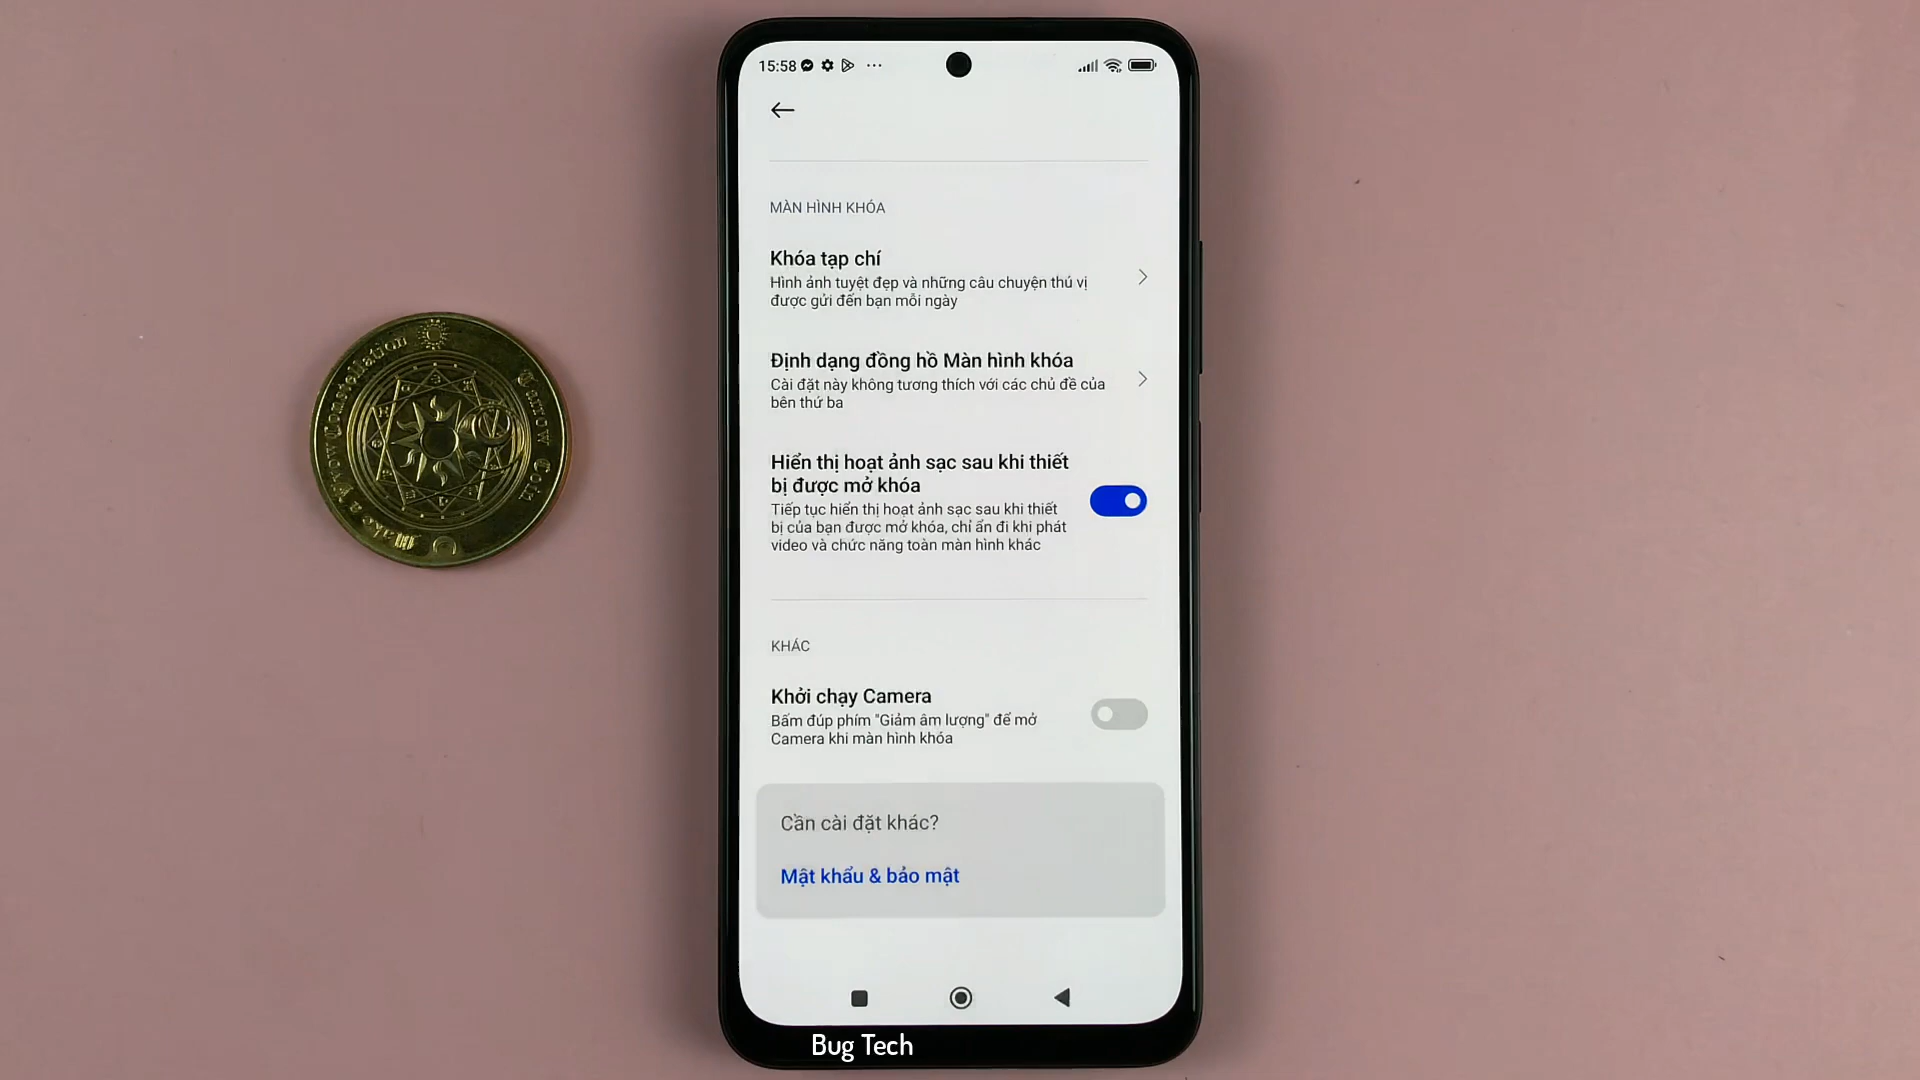 15:58
MÀN HÌNH KHÓA
Khóa tạp chí
Hình ảnh tuyệt đẹp và những câu chuyện thú vị
được gửi đến bạn mỗi ngày
Định dạng đồng hồ Màn hình khóa
Cài đặt này không tương thích với các chủ đề của
bên thứ ba
Hiển thị hoạt ảnh sạc sau khi thiết
bị được mở khóa
Tiếp tục hiển thị hoạt ảnh sạc sau khi thiết
bị của bạn được mở khóa, chỉ ẩn đi khi phát
video và chức năng toàn màn hình khác
KHÁC
Khởi chạy Camera
Bấm đúp phím "Giảm âm lượng" để mở
Camera khi màn hình khóa
Cần cài đặt khác?
Mật khẩu & bảo mật
Bug Tech
Constellation
Tarrow Coin
Make a Vow